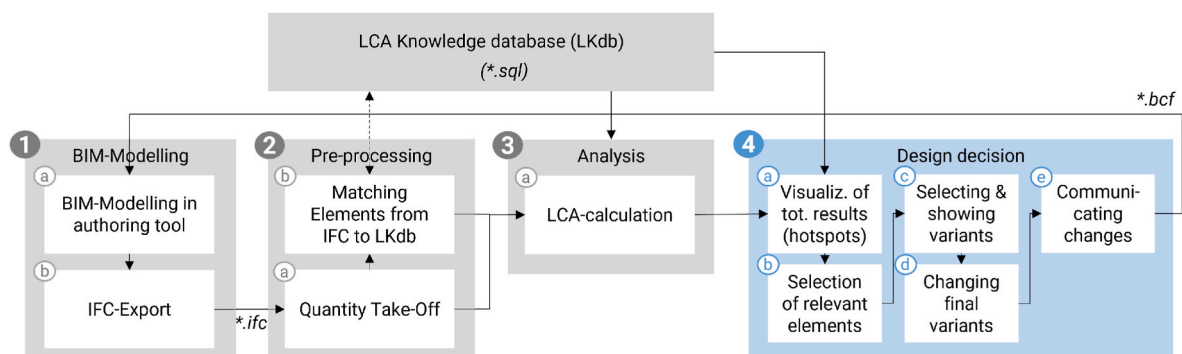 LCA Knowledge database (LKdb)
(*.sql)
*.bcf
1
BIM-Modelling
a
BIM-Modelling in
authoring tool
b
IFC-Export
*.ifc
2
Pre-processing
b
Matching
Elements from
IFC to LKdb
a
Quantity Take-Off
3
Analysis
a
LCA-calculation
4
Design decision
a
Visualiz. of
tot. results
(hotspots)
b
Selection
of relevant
elements
c
Selecting &
showing
variants
d
Changing
final
variants
e
Communi-
cating
changes